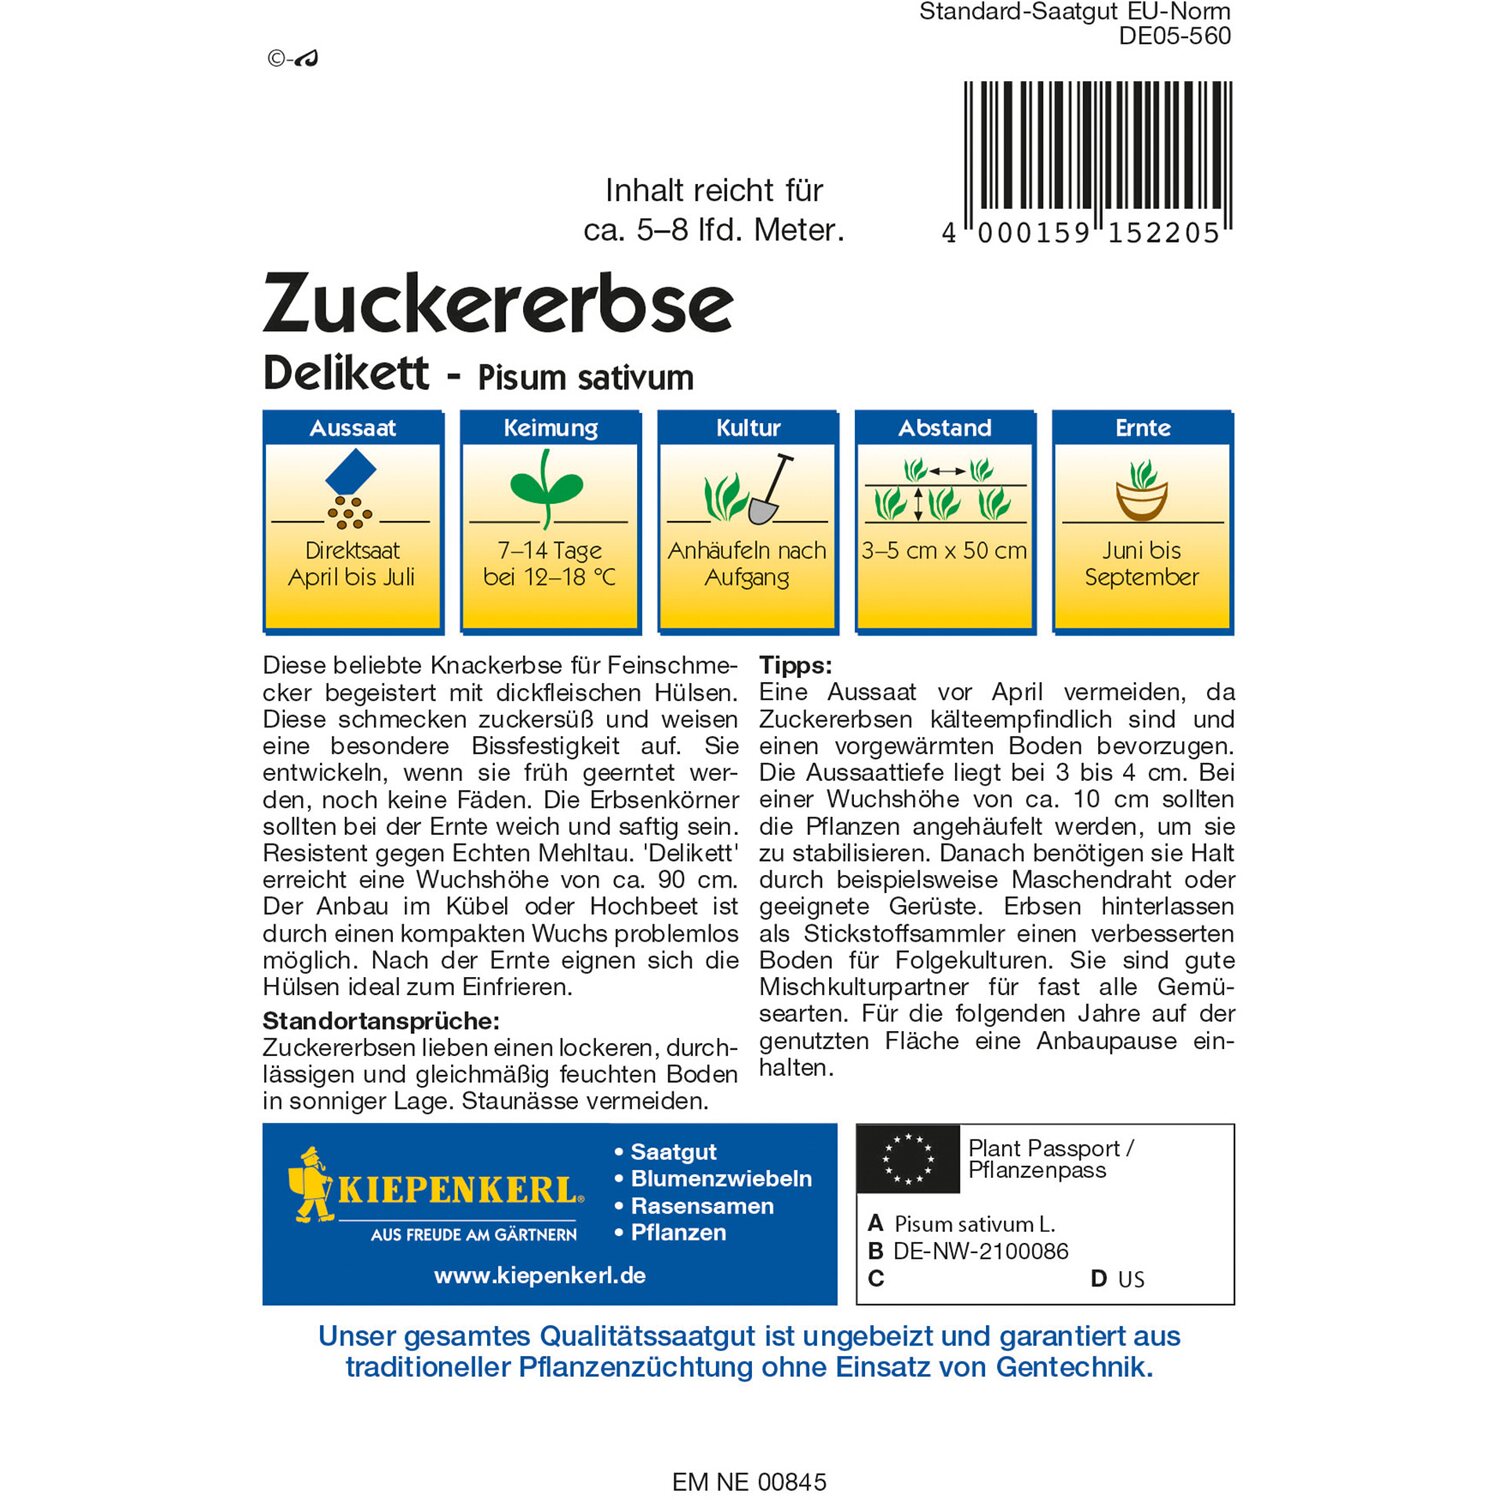 Standard-Saatgut EU-Norm
DE05-560
©-
Inhalt reicht für
ca. 5–8 lfd. Meter.
4 000159 152205
Zuckererbse
Delikett - Pisum sativum
Aussaat
Direktsaat
April bis Juli
Keimung
7–14 Tage
bei 12–18 °C
Kultur
Anhäufeln nach
Aufgang
Abstand
3–5 cm x 50 cm
Ernte
Juni bis
September
Diese beliebte Knackerbse für Feinschme-
cker begeistert mit dickfleischen Hülsen.
Diese schmecken zuckersüß und weisen
eine besondere Bissfestigkeit auf. Sie
entwickeln, wenn sie früh geerntet wer-
den, noch keine Fäden. Die Erbsenkörner
sollten bei der Ernte weich und saftig sein.
Resistent gegen Echten Mehltau. 'Delikett'
erreicht eine Wuchshöhe von ca. 90 cm.
Der Anbau im Kübel oder Hochbeet ist
durch einen kompakten Wuchs problemlos
möglich. Nach der Ernte eignen sich die
Hülsen ideal zum Einfrieren.
Standortansprüche:
Zuckererbsen lieben einen lockeren, durch-
lässigen und gleichmäßig feuchten Boden
in sonniger Lage. Staunässe vermeiden.
Tipps:
Eine Aussaat vor April vermeiden, da
Zuckererbsen kälteempfindlich sind und
einen vorgewärmten Boden bevorzugen.
Die Aussaattiefe liegt bei 3 bis 4 cm. Bei
einer Wuchshöhe von ca. 10 cm sollten
die Pflanzen angehäufelt werden, um sie
zu stabilisieren. Danach benötigen sie Halt
durch beispielsweise Maschendraht oder
geeignete Gerüste. Erbsen hinterlassen
als Stickstoffsammler einen verbesserten
Boden für Folgekulturen. Sie sind gute
Mischkulturpartner für fast alle Gemü-
searten. Für die folgenden Jahre auf der
genutzten Fläche eine Anbaupause ein-
halten.
KIEPENKERL®
AUS FREUDE AM GÄRTNERN
• Saatgut
• Blumenzwiebeln
• Rasensamen
• Pflanzen
www.kiepenkerl.de
Plant Passport /
Pflanzenpass
A Pisum sativum L.
B DE-NW-2100086
C D US
Unser gesamtes Qualitätssaatgut ist ungebeizt und garantiert aus
traditioneller Pflanzenzüchtung ohne Einsatz von Gentechnik.
EM NE 00845